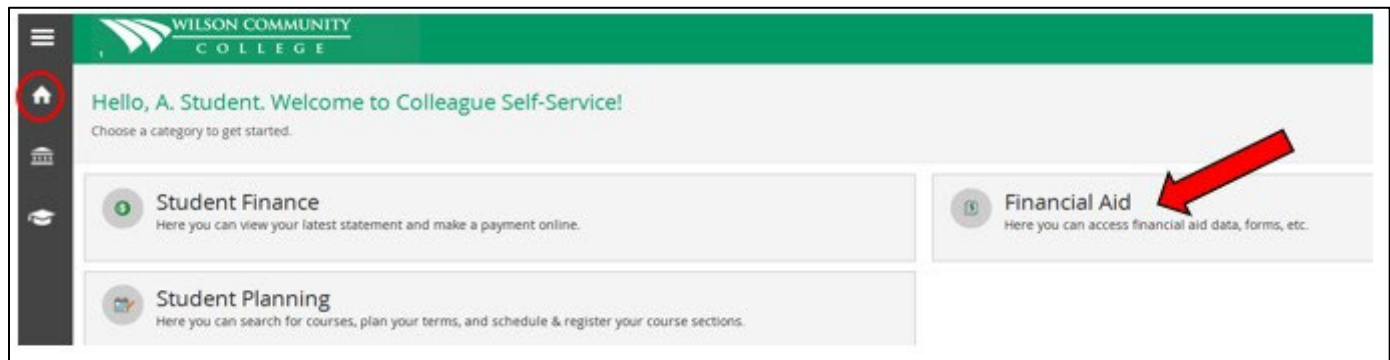 WILSON COMMUNITY
COLLEGE
Hello, A. Student. Welcome to Colleague Self-Service!
Choose a category to get started.
Student Finance
Here you can view your latest statement and make a payment online.
Financial Aid
Here you can access financial aid data, forms, etc.
Student Planning
Here you can search for courses, plan your terms, and schedule & register your course sections.